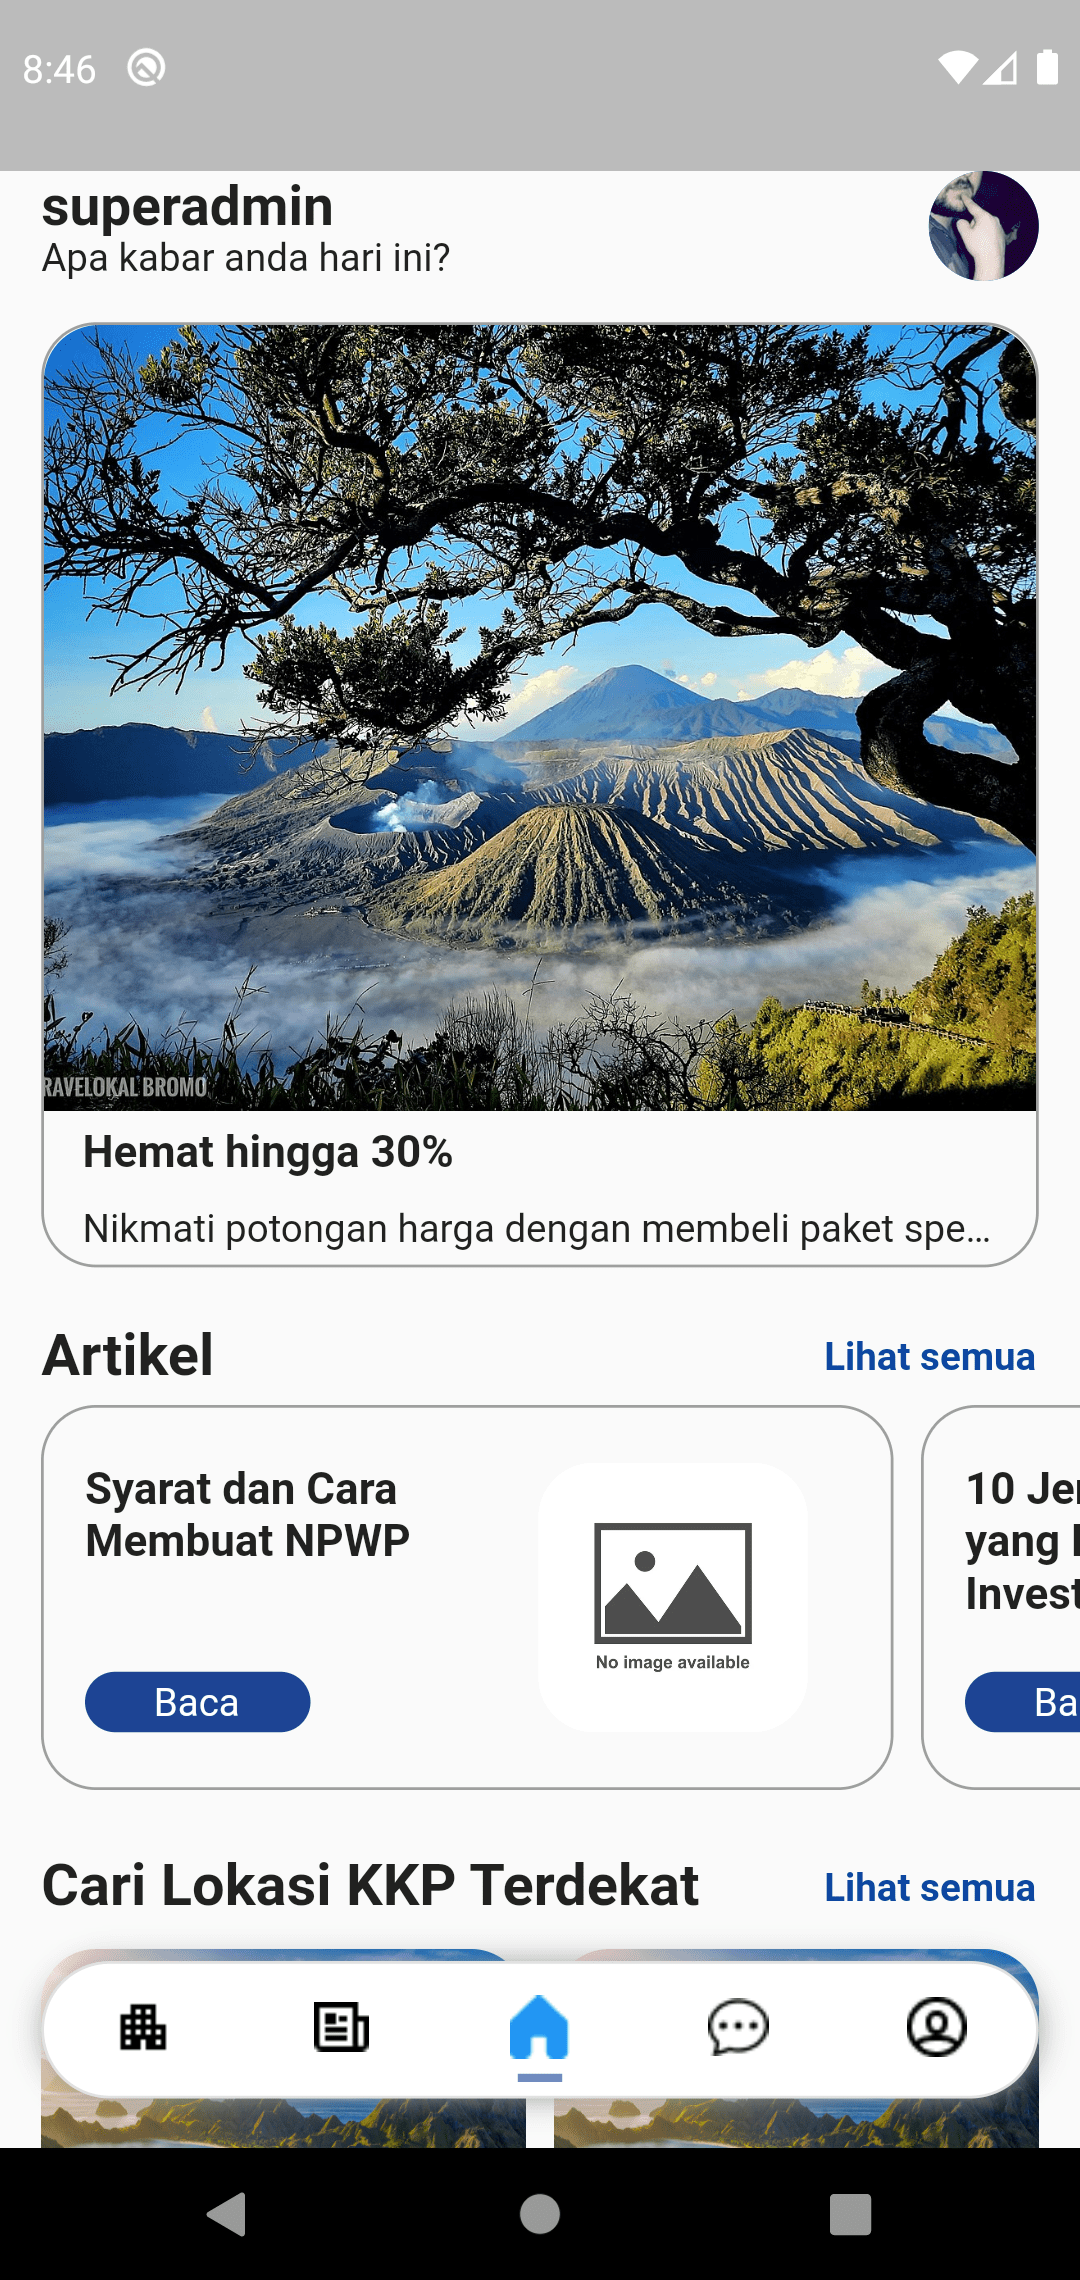 8:46
superadmin
Apa kabar anda hari ini?
RAVELOKAL BROMO
Hemat hingga 30%
Nikmati potongan harga dengan membeli paket spe...
Artikel
Lihat semua
Syarat dan Cara
Membuat NPWP
No image available
Baca
10 Jer
yang
Invest
Ba
Cari Lokasi KKP Terdekat
Lihat semua